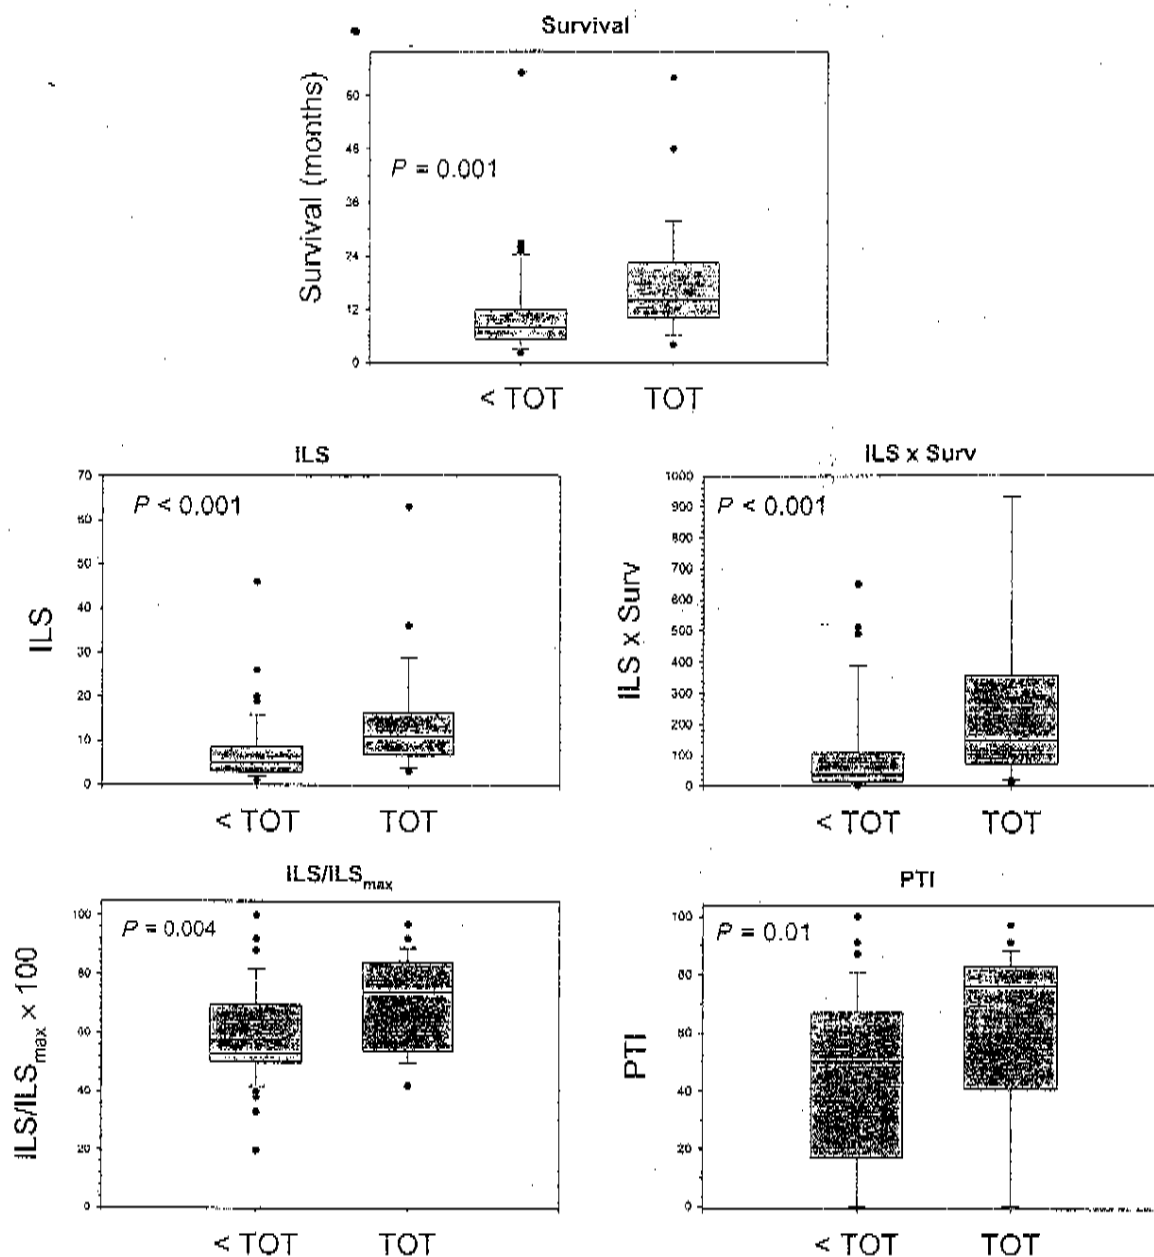 Survival
Survival (months)
60
48
36
24
12
0
P = 0.001
< TOT TOT
ILS
ILS
70
60
50
40
30
20
10
0
P < 0.001
< TOT TOT
ILS x Surv
ILS x Surv
1000
900
800
700
600
500
400
300
200
100
0
P < 0.001
< TOT TOT
ILS/ILSmax
ILS/ILSmax × 100
100
80
60
40
20
0
P = 0.004
< TOT TOT
PTI
PTI
100
80
60
40
20
0
P = 0.01
< TOT TOT